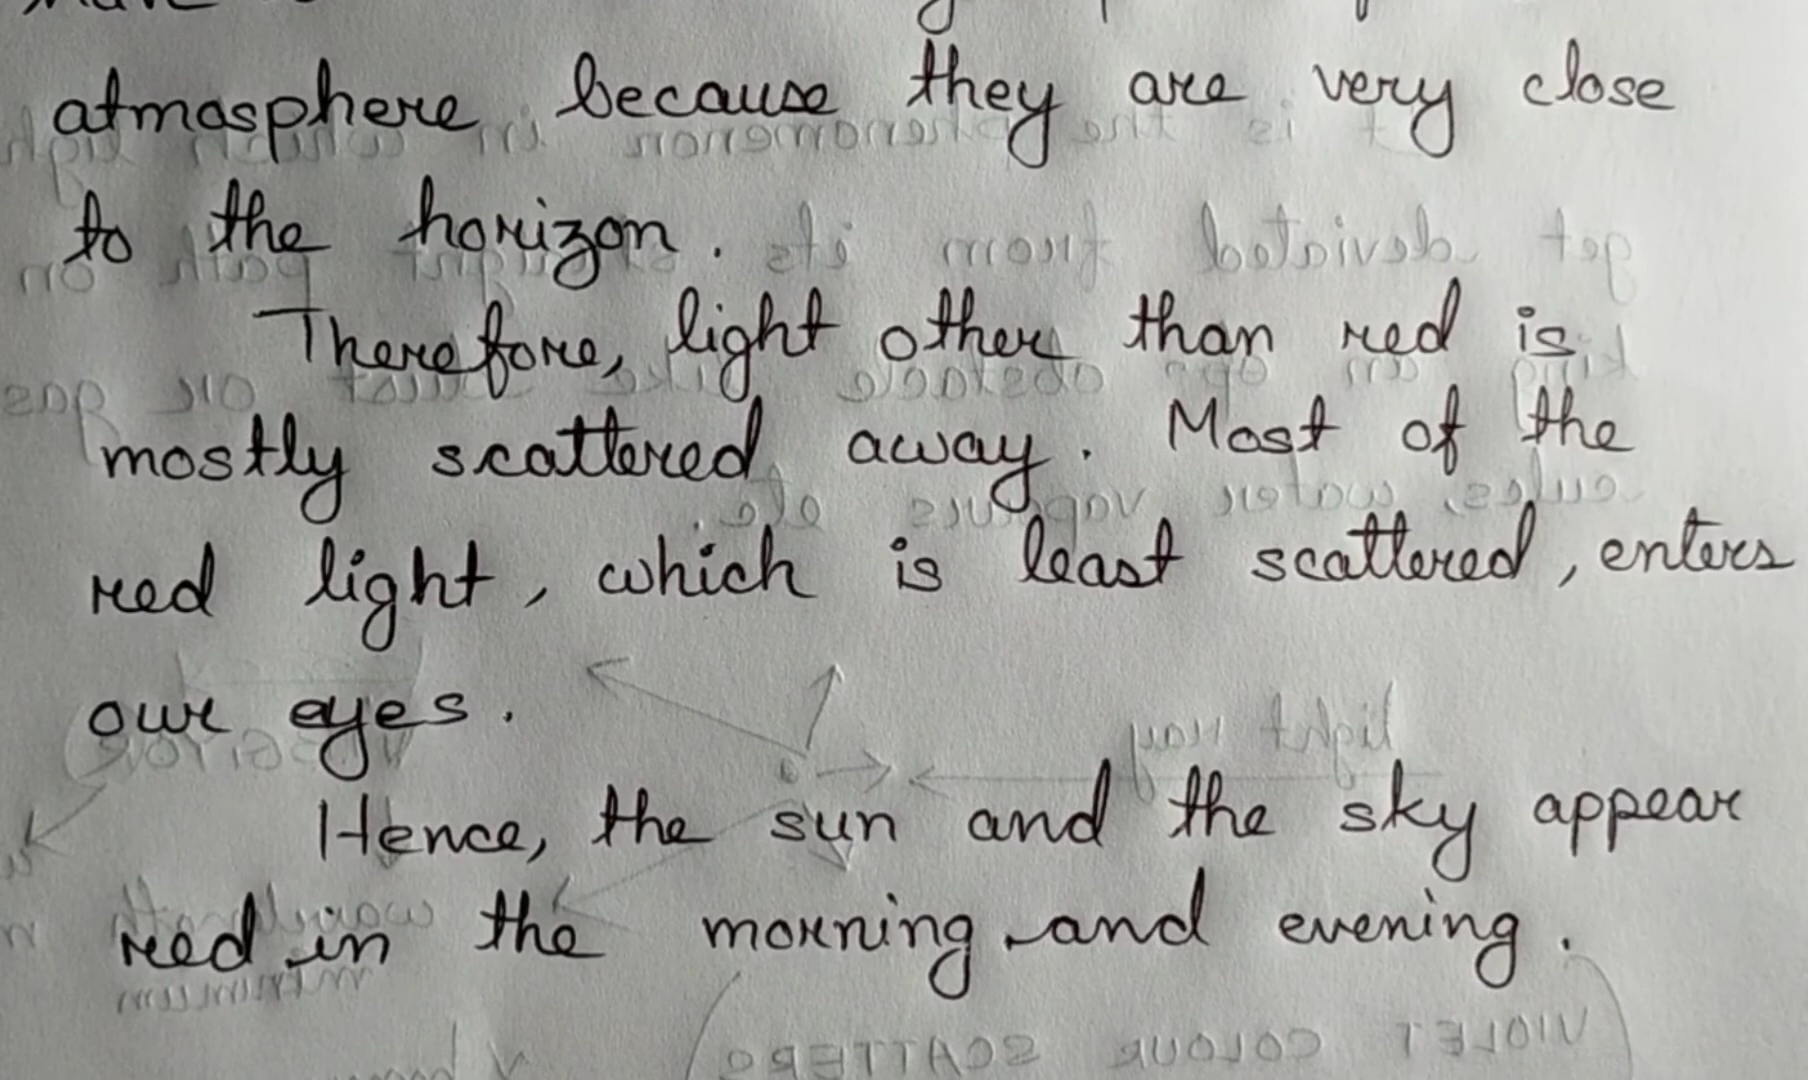 atmosphere because they are very close
to the horizon.
Therefore, light other than red is
mostly scattered away. Most of the
red light, which is least scattered, enters
our eyes.
Hence, the sun and the sky appear
red in the morning and evening.